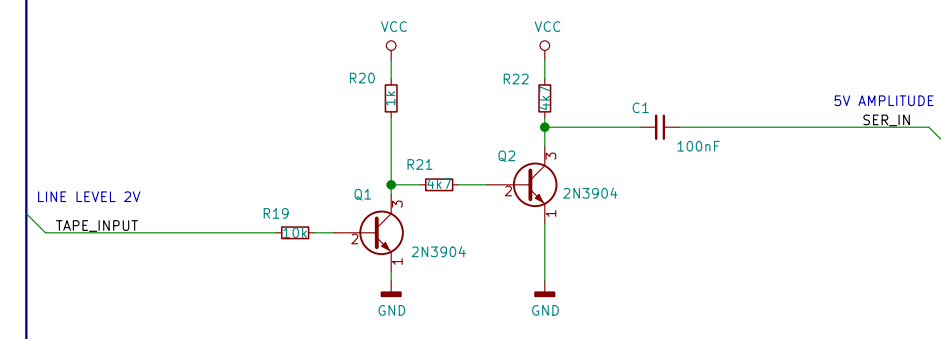 VCC
VCC
R20
1k
R22
4k7
C1
100nF
5V AMPLITUDE
SER_IN
R21
4k7
Q2
3
2
1
2N3904
LINE LEVEL 2V
TAPE_INPUT
R19
10k
Q1
3
2
1
2N3904
GND
GND